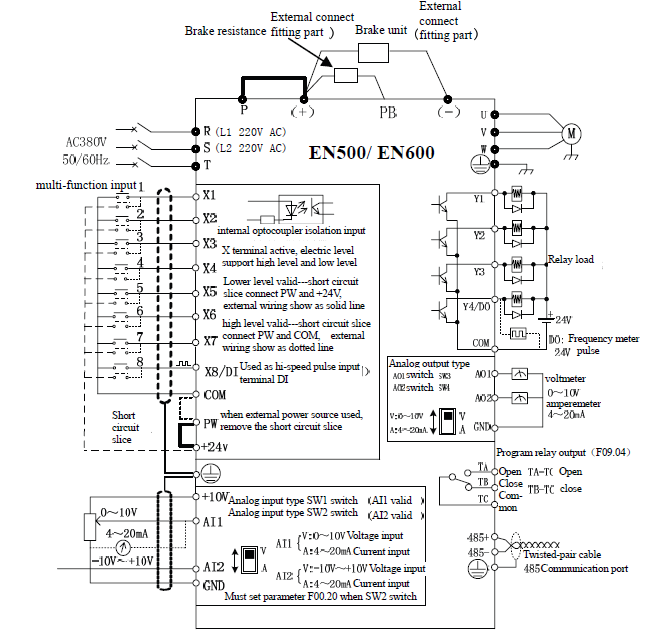 External connect
fitting part )
Brake resistance
Brake unit
External
connect
(fitting part)
P
(+)
PB
(-)
AC380V
50/60Hz
R (L1 220V AC)
S (L2 220V AC)
T
EN500/ EN600
U
V
W
M
multi-function input
1
X1
2
X2
3
X3
4
X4
5
X5
6
X6
7
X7
8
X8/DI
COM
PW
+24v
Short
circuit
slice
internal optocoupler isolation input
X terminal active, electric level
support high level and low level
Lower level valid---short circuit
slice connect PW and +24V,
external wiring show as solid line
high level valid---short circuit slice
connect PW and COM, external
wiring show as dotted line
Used as hi-speed pulse input
terminal DI
)
when external power source used,
remove the short circuit slice
Y1
Y2
Y3
Y4/DO
COM
Relay load
24V
DO: Frequency meter
24V pulse
Analog output type
AO1 switch SW3
AO2 switch SW4
V:0~10V
A:4~20mA
V
A
AO1
AO2
GND
voltmeter
0~10V
amperemeter
4~20mA
Program relay output (F09.04)
TA
TB
TC
Open TA-TC Open
Close TB-TC close
Com-
mon
+10V
AI1
AI2
GND
0~10V
4~20mA
-10V~+10V
Analog input type SW1 switch (AI1 valid )
Analog input type SW2 switch (AI2 valid )
V
A
AI1 { V:0~10V Voltage input
A:4~20mA Current input
AI2 { V:-10V~+10V Voltage input
A:4~20mA Current input
Must set parameter F00.20 when SW2 switch
485+
485-
Twisted-pair cable
485Communication port